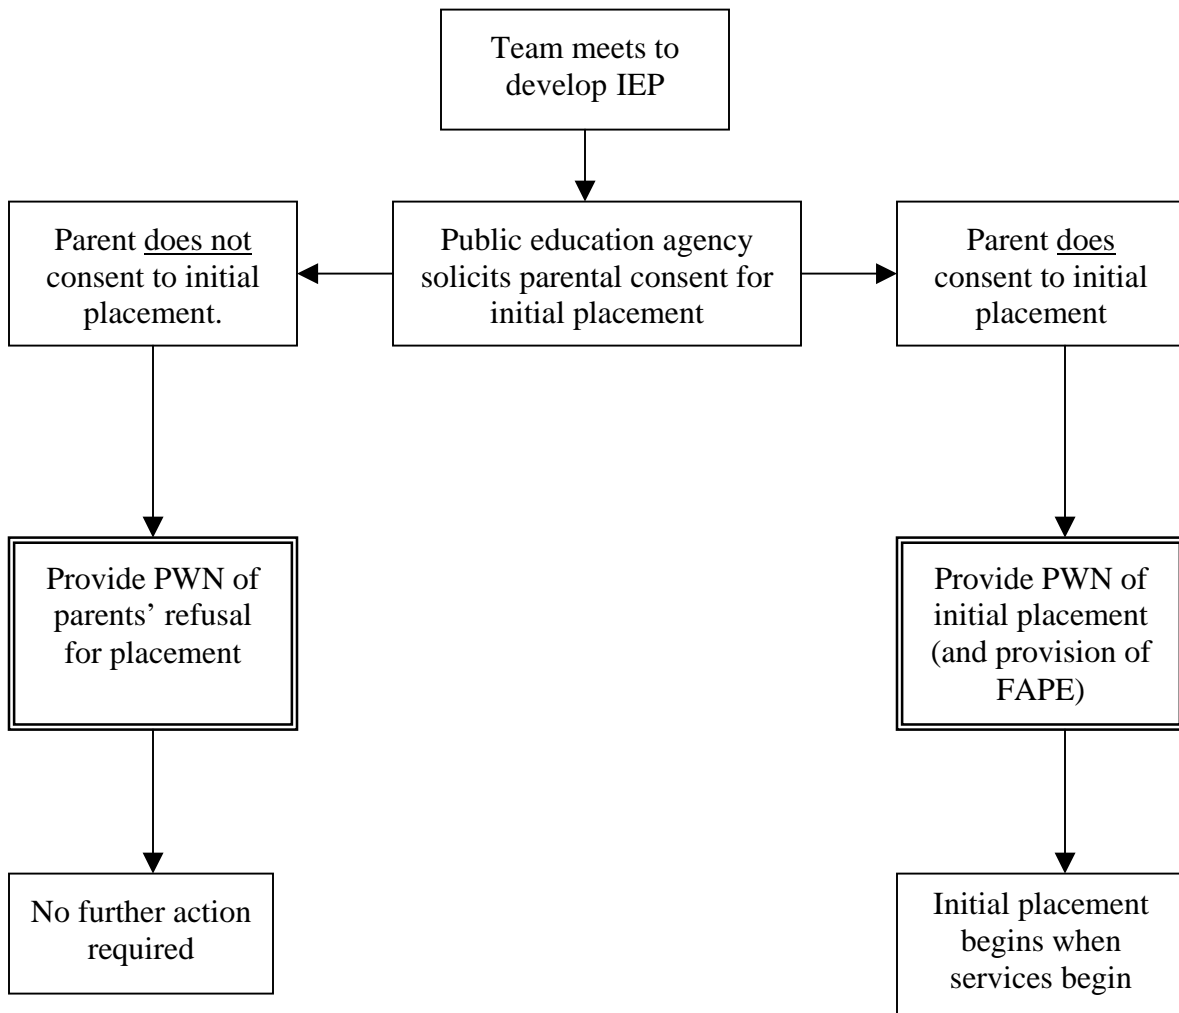 Team meets to
develop IEP
Parent does not
consent to initial
placement.
Public education agency
solicits parental consent for
initial placement
Parent does
consent to initial
placement
Provide PWN of
parents’ refusal
for placement
Provide PWN of
initial placement
(and provision of
FAPE)
No further action
required
Initial placement
begins when
services begin